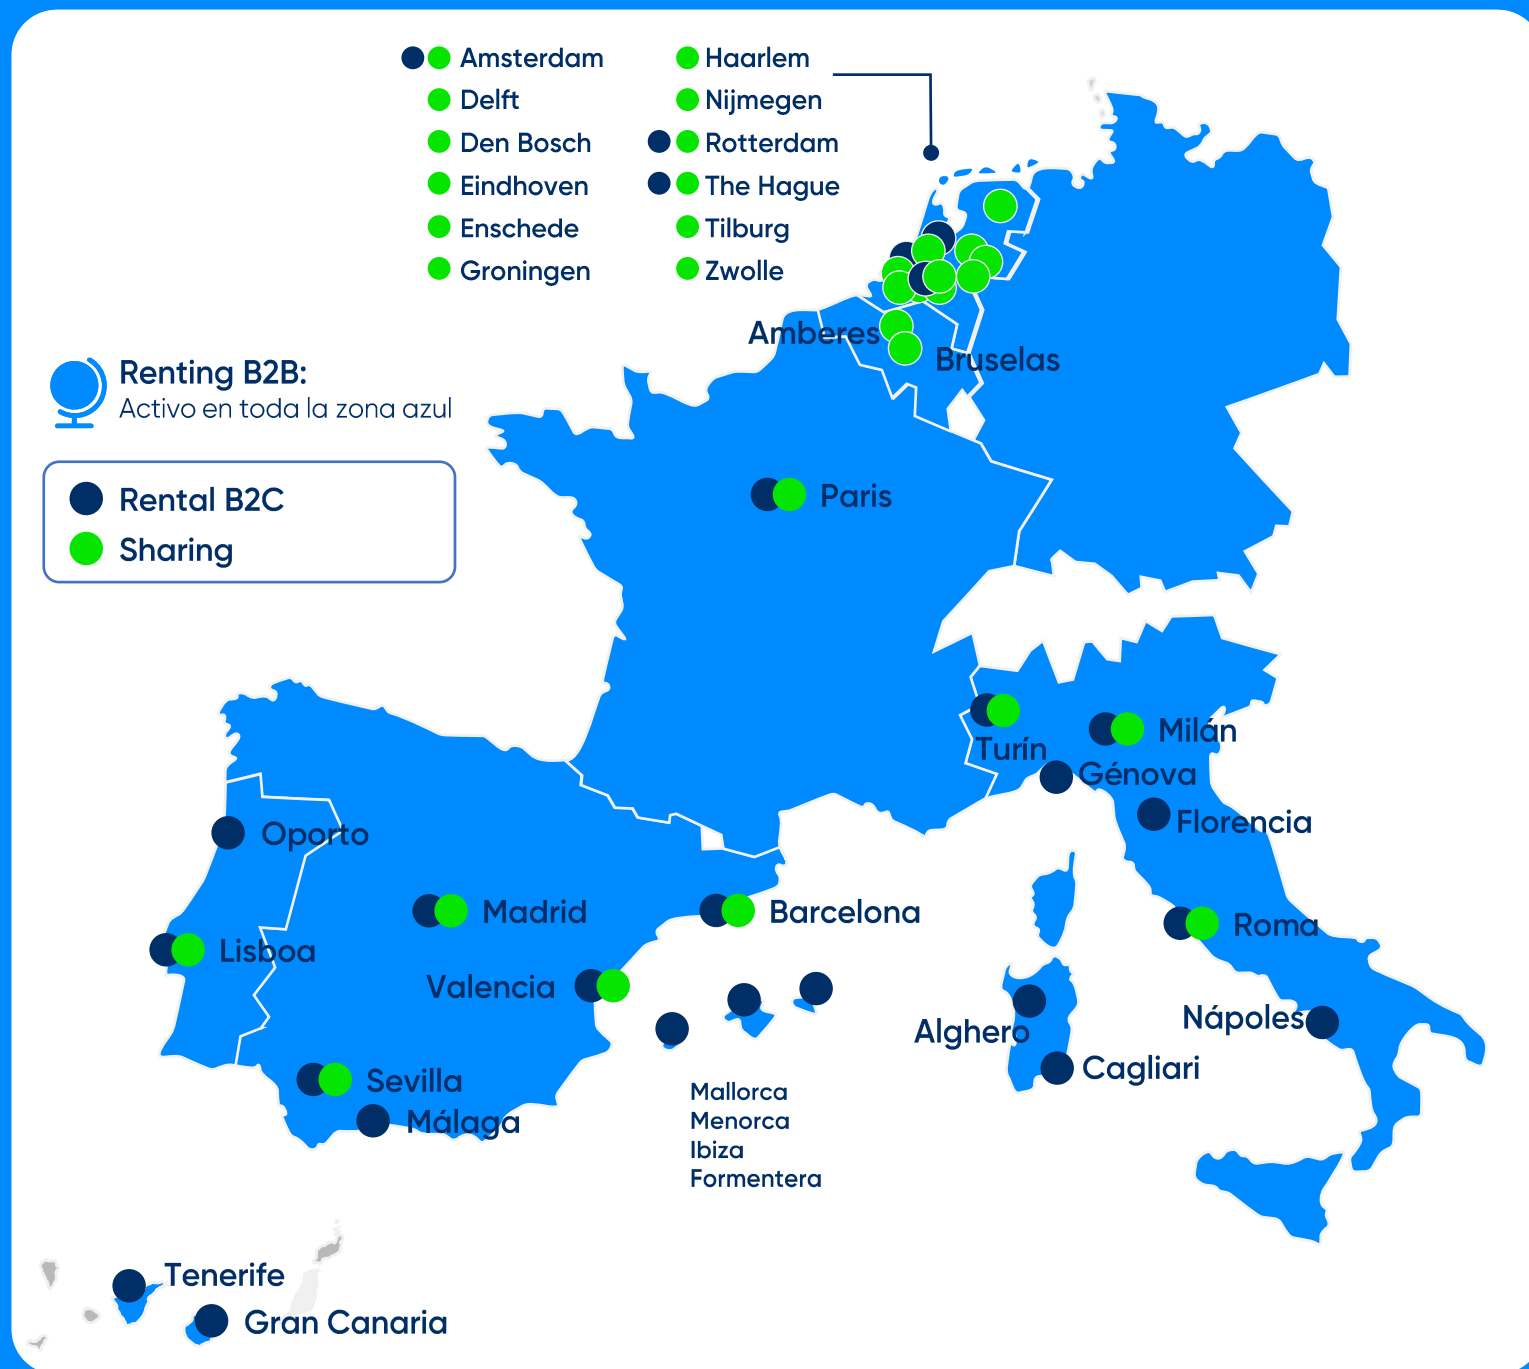 Amsterdam
Delft
Den Bosch
Eindhoven
Enschede
Groningen
Haarlem
Nijmegen
Rotterdam
The Hague
Tilburg
Zwolle
Amberes
Bruselas
Renting B2B:
Activo en toda la zona azul
Rental B2C
Sharing
Paris
Turín
Milán
Génova
Florencia
Oporto
Madrid
Barcelona
Roma
Lisboa
Valencia
Nápoles
Alghero
Cagliari
Sevilla
Málaga
Mallorca
Menorca
Ibiza
Formentera
Tenerife
Gran Canaria